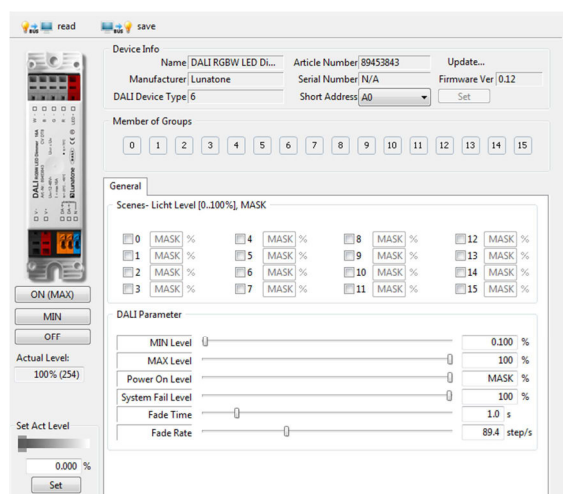 read save
Device Info
Name DALI RGBW LED Di... Article Number 89453843 Update...
Manufacturer Lunatone Serial Number N/A Firmware Ver 0.12
DALI Device Type 6 Short Address A0 Set
Member of Groups
0 1 2 3 4 5 6 7 8 9 10 11 12 13 14 15
General
Scenes- Licht Level [0..100%], MASK
0 MASK % 4 MASK % 8 MASK % 12 MASK %
1 MASK % 5 MASK % 9 MASK % 13 MASK %
2 MASK % 6 MASK % 10 MASK % 14 MASK %
3 MASK % 7 MASK % 11 MASK % 15 MASK %
DALI Parameter
MIN Level 0.100 %
MAX Level 100 %
Power On Level MASK %
System Fail Level 100 %
Fade Time 1.0 s
Fade Rate 89.4 step/s
DALI RGBW LED Dimmer 16A
Lunatone
ON (MAX)
MIN
OFF
Actual Level:
100% (254)
Set Act Level
0.000 %
Set